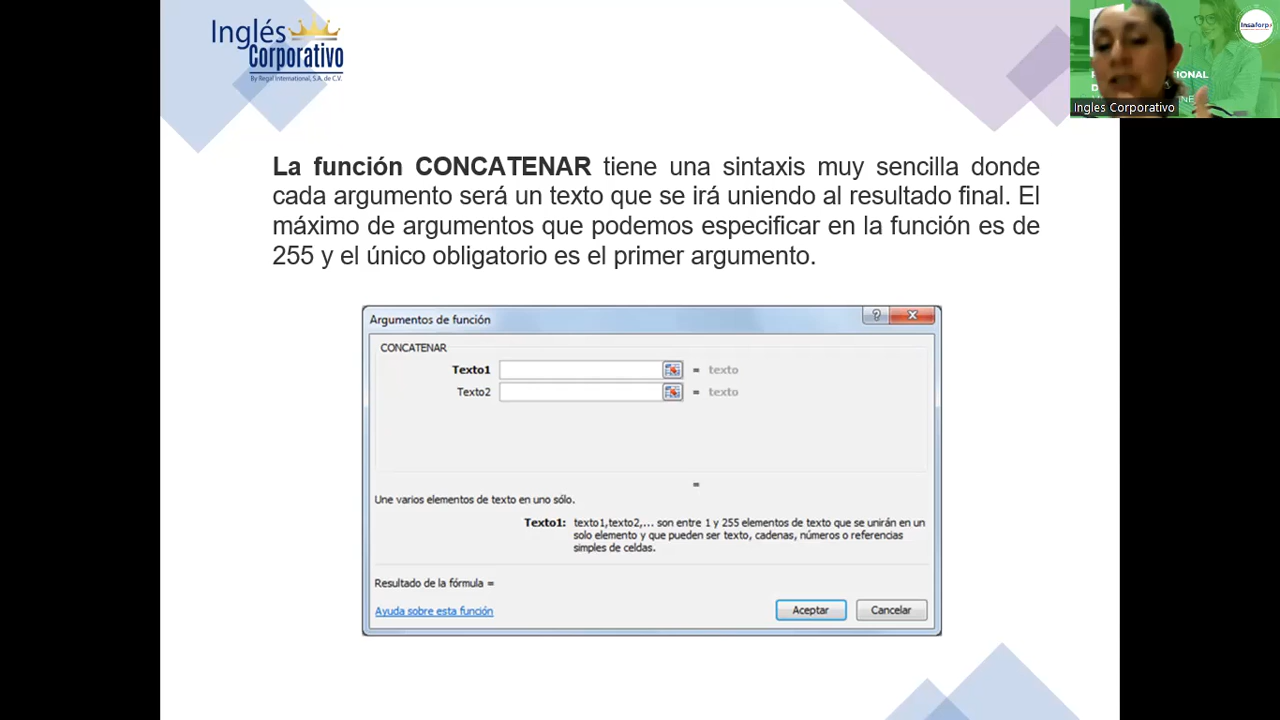 Inglés
Corporativo
By Regal International, S.A. de C.V.
Insaforp
Ingles Corporativo
La función CONCATENAR tiene una sintaxis muy sencilla donde
cada argumento será un texto que se irá uniendo al resultado final. El
máximo de argumentos que podemos especificar en la función es de
255 y el único obligatorio es el primer argumento.
Argumentos de función
CONCATENAR
Texto1 = texto
Texto2 = texto
=
Une varios elementos de texto en uno sólo.
Texto1: texto1,texto2,... son entre 1 y 255 elementos de texto que se unirán en un
solo elemento y que pueden ser texto, cadenas, números o referencias
simples de celdas.
Resultado de la fórmula =
Ayuda sobre esta función
Aceptar
Cancelar